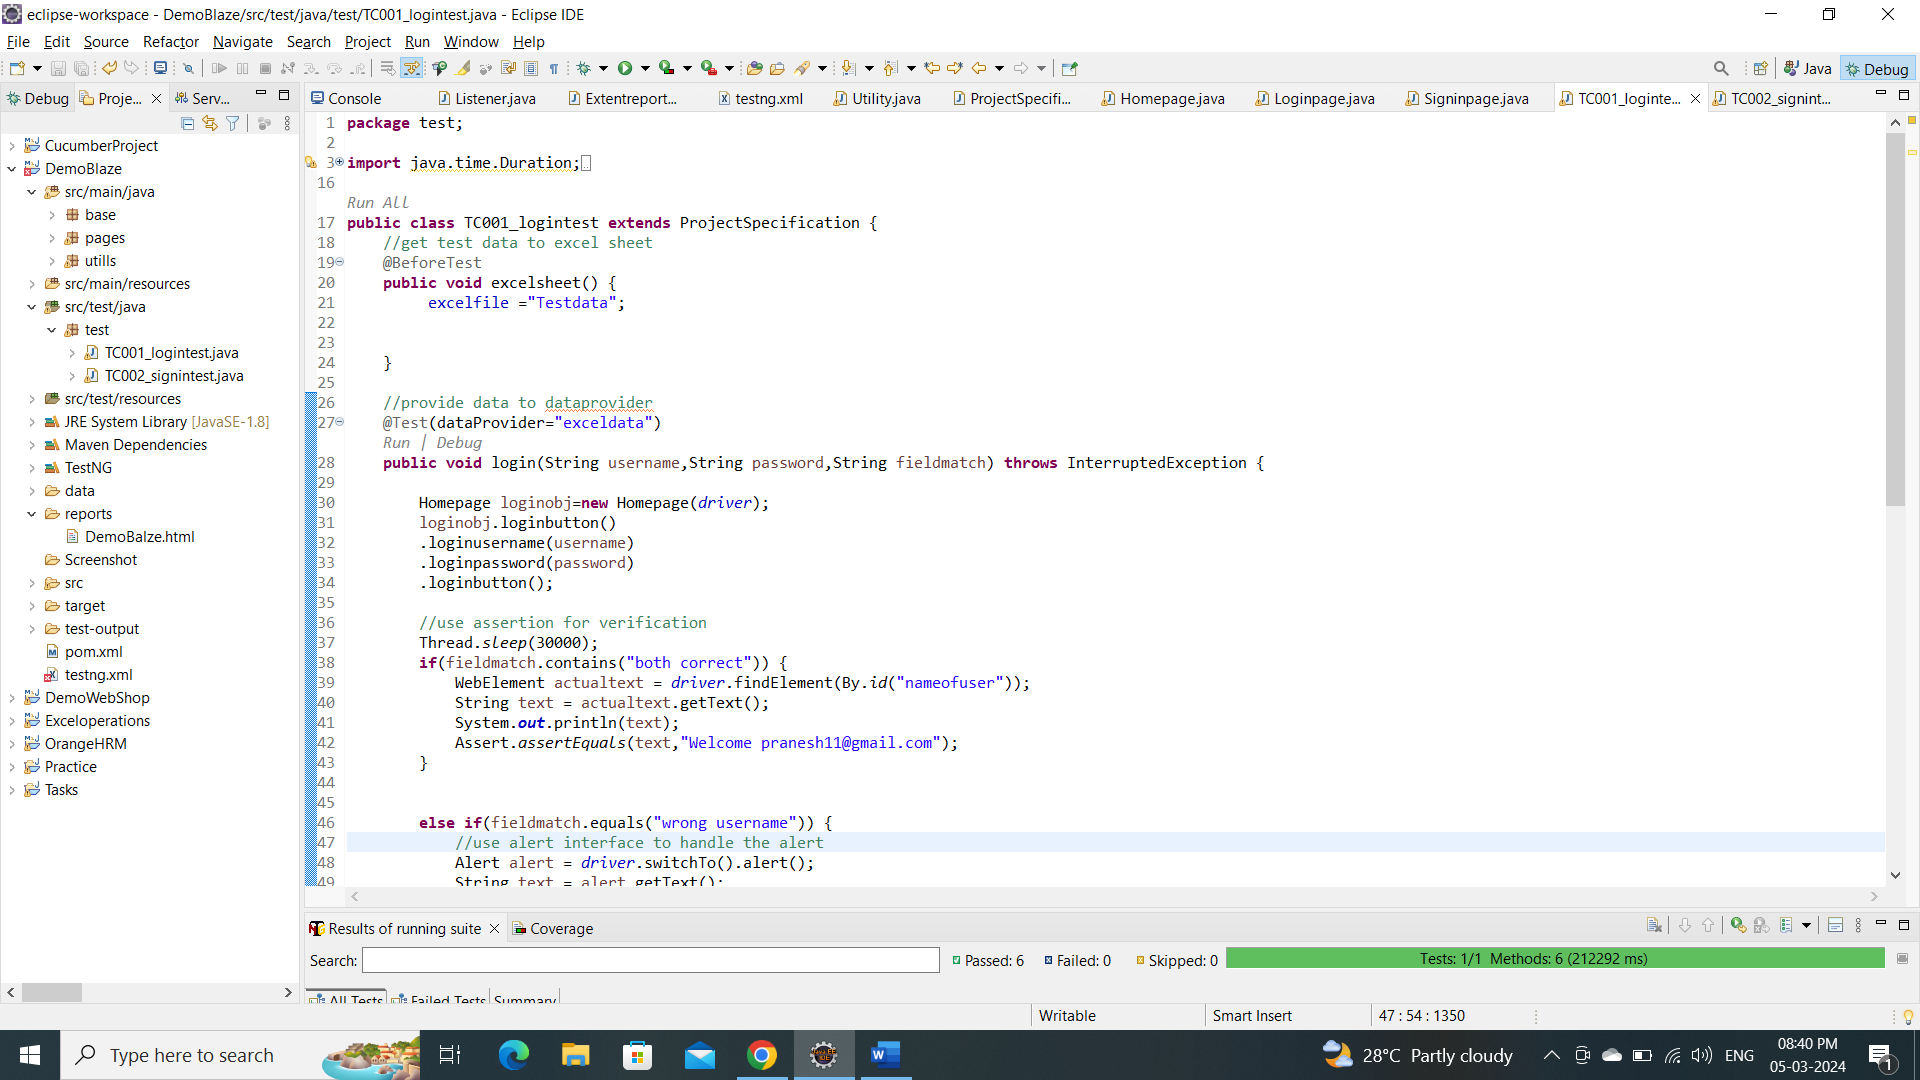 eclipse-workspace - DemoBlaze/src/test/java/test/TC001_logintest.java - Eclipse IDE
File Edit Source Refactor Navigate Search Project Run Window Help
Java Debug
Debug Proje... Serv...
Console Listener.java Extentreport... testng.xml Utility.java ProjectSpecifi... Homepage.java Loginpage.java Signinpage.java TC001_loginte... TC002_signint...
CucumberProject
DemoBlaze
src/main/java
base
pages
utills
src/main/resources
src/test/java
test
TC001_logintest.java
TC002_signintest.java
src/test/resources
JRE System Library [JavaSE-1.8]
Maven Dependencies
TestNG
data
reports
DemoBalze.html
Screenshot
src
target
test-output
pom.xml
testng.xml
DemoWebShop
Exceloperations
OrangeHRM
Practice
Tasks
1 package test;
2
3 import java.time.Duration;
16
Run All
17 public class TC001_logintest extends ProjectSpecification {
18 //get test data to excel sheet
19 @BeforeTest
20 public void excelsheet() {
21 excelfile ="Testdata";
22
23
24 }
25
26 //provide data to dataprovider
27 @Test(dataProvider="exceldata")
Run | Debug
28 public void login(String username,String password,String fieldmatch) throws InterruptedException {
29
30 Homepage loginobj=new Homepage(driver);
31 loginobj.loginbutton()
32 .loginusername(username)
33 .loginpassword(password)
34 .loginbutton();
35
36 //use assertion for verification
37 Thread.sleep(30000);
38 if(fieldmatch.contains("both correct")) {
39 WebElement actualtext = driver.findElement(By.id("nameofuser"));
40 String text = actualtext.getText();
41 System.out.println(text);
42 Assert.assertEquals(text,"Welcome pranesh11@gmail.com");
43 }
44
45
46 else if(fieldmatch.equals("wrong username")) {
47 //use alert interface to handle the alert
48 Alert alert = driver.switchTo().alert();
49 String text = alert.getText();
Results of running suite Coverage
Search: Passed: 6 Failed: 0 Skipped: 0 Tests: 1/1 Methods: 6 (212292 ms)
All Tests Failed Tests Summary
Writable Smart Insert 47 : 54 : 1350
Type here to search
28°C Partly cloudy
ENG
08:40 PM
05-03-2024
1